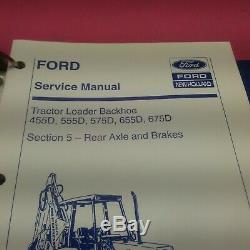 FORD
Ford
Service Manual
FORD
NEW HOLLAND
Tractor Loader Backhoe
455D, 555D, 575D, 655D, 675D
Section 5 – Rear Axle and Brakes